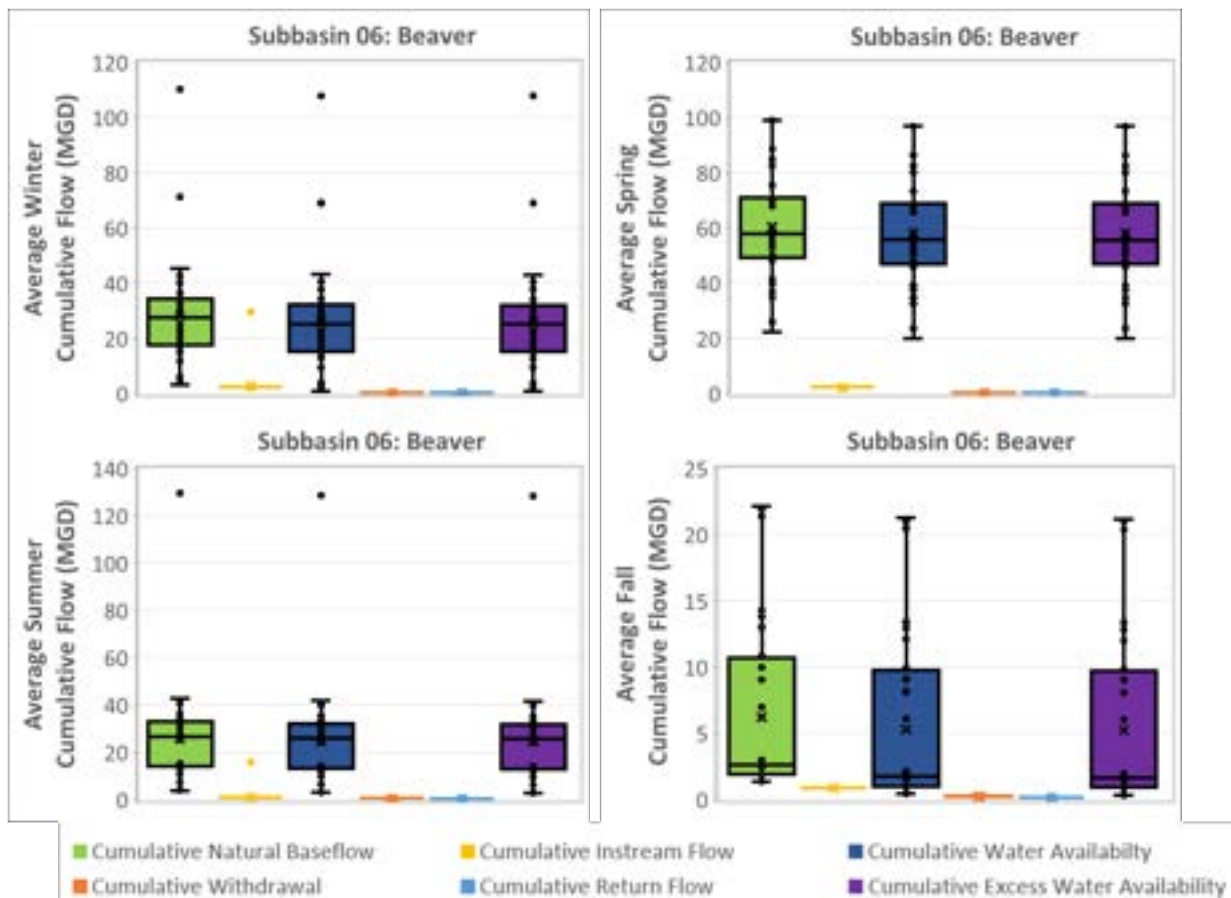 Subbasin 06: Beaver
Average Winter
Cumulative Flow (MGD)
120
100
80
60
40
20
0
Subbasin 06: Beaver
Average Spring
Cumulative Flow (MGD)
120
100
80
60
40
20
0
Subbasin 06: Beaver
Average Summer
Cumulative Flow (MGD)
140
120
100
80
60
40
20
0
Subbasin 06: Beaver
Average Fall
Cumulative Flow (MGD)
25
20
15
10
5
0
Cumulative Natural Baseflow
Cumulative Instream Flow
Cumulative Water Availabilty
Cumulative Withdrawal
Cumulative Return Flow
Cumulative Excess Water Availability